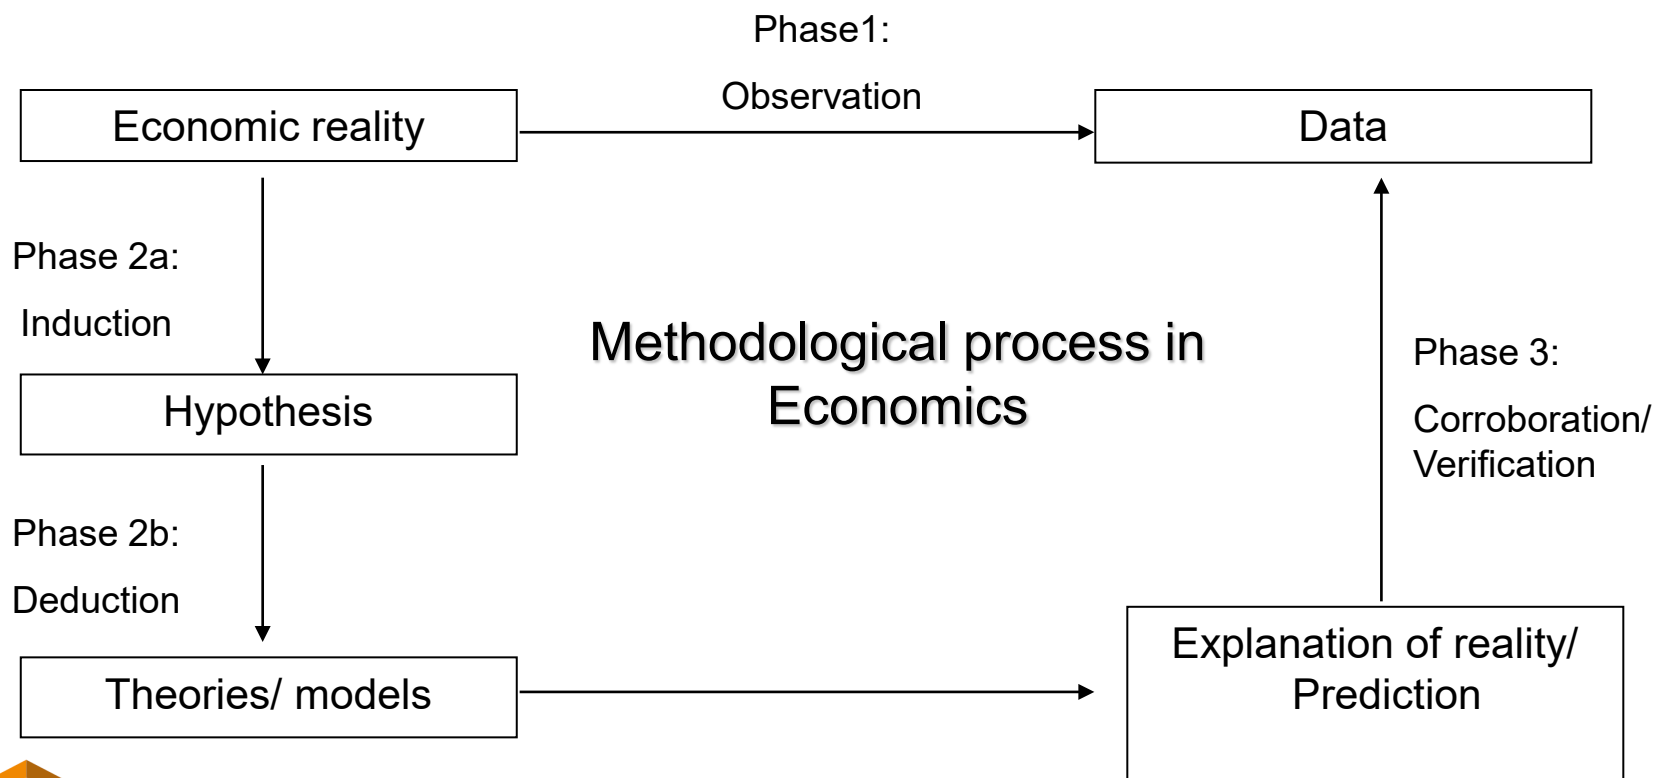 Phase1:
Observation
Economic reality
Data
Phase 2a:
Induction
Methodological process in
Economics
Phase 3:
Corroboration/
Verification
Hypothesis
Phase 2b:
Deduction
Explanation of reality/
Prediction
Theories/ models